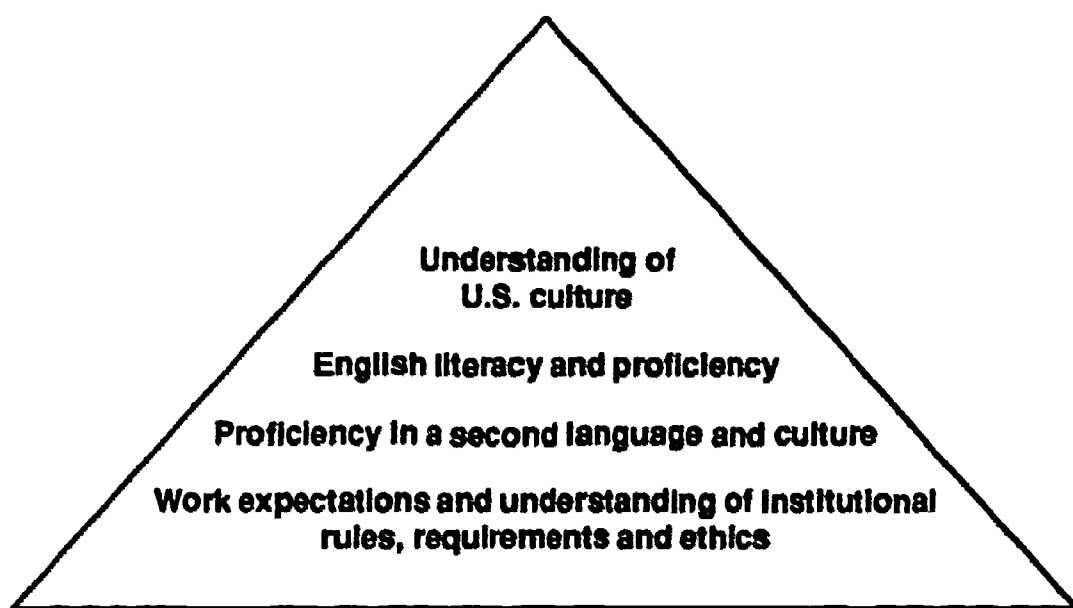 Understanding of
U.S. culture
English literacy and proficiency
Proficiency in a second language and culture
Work expectations and understanding of institutional
rules, requirements and ethics